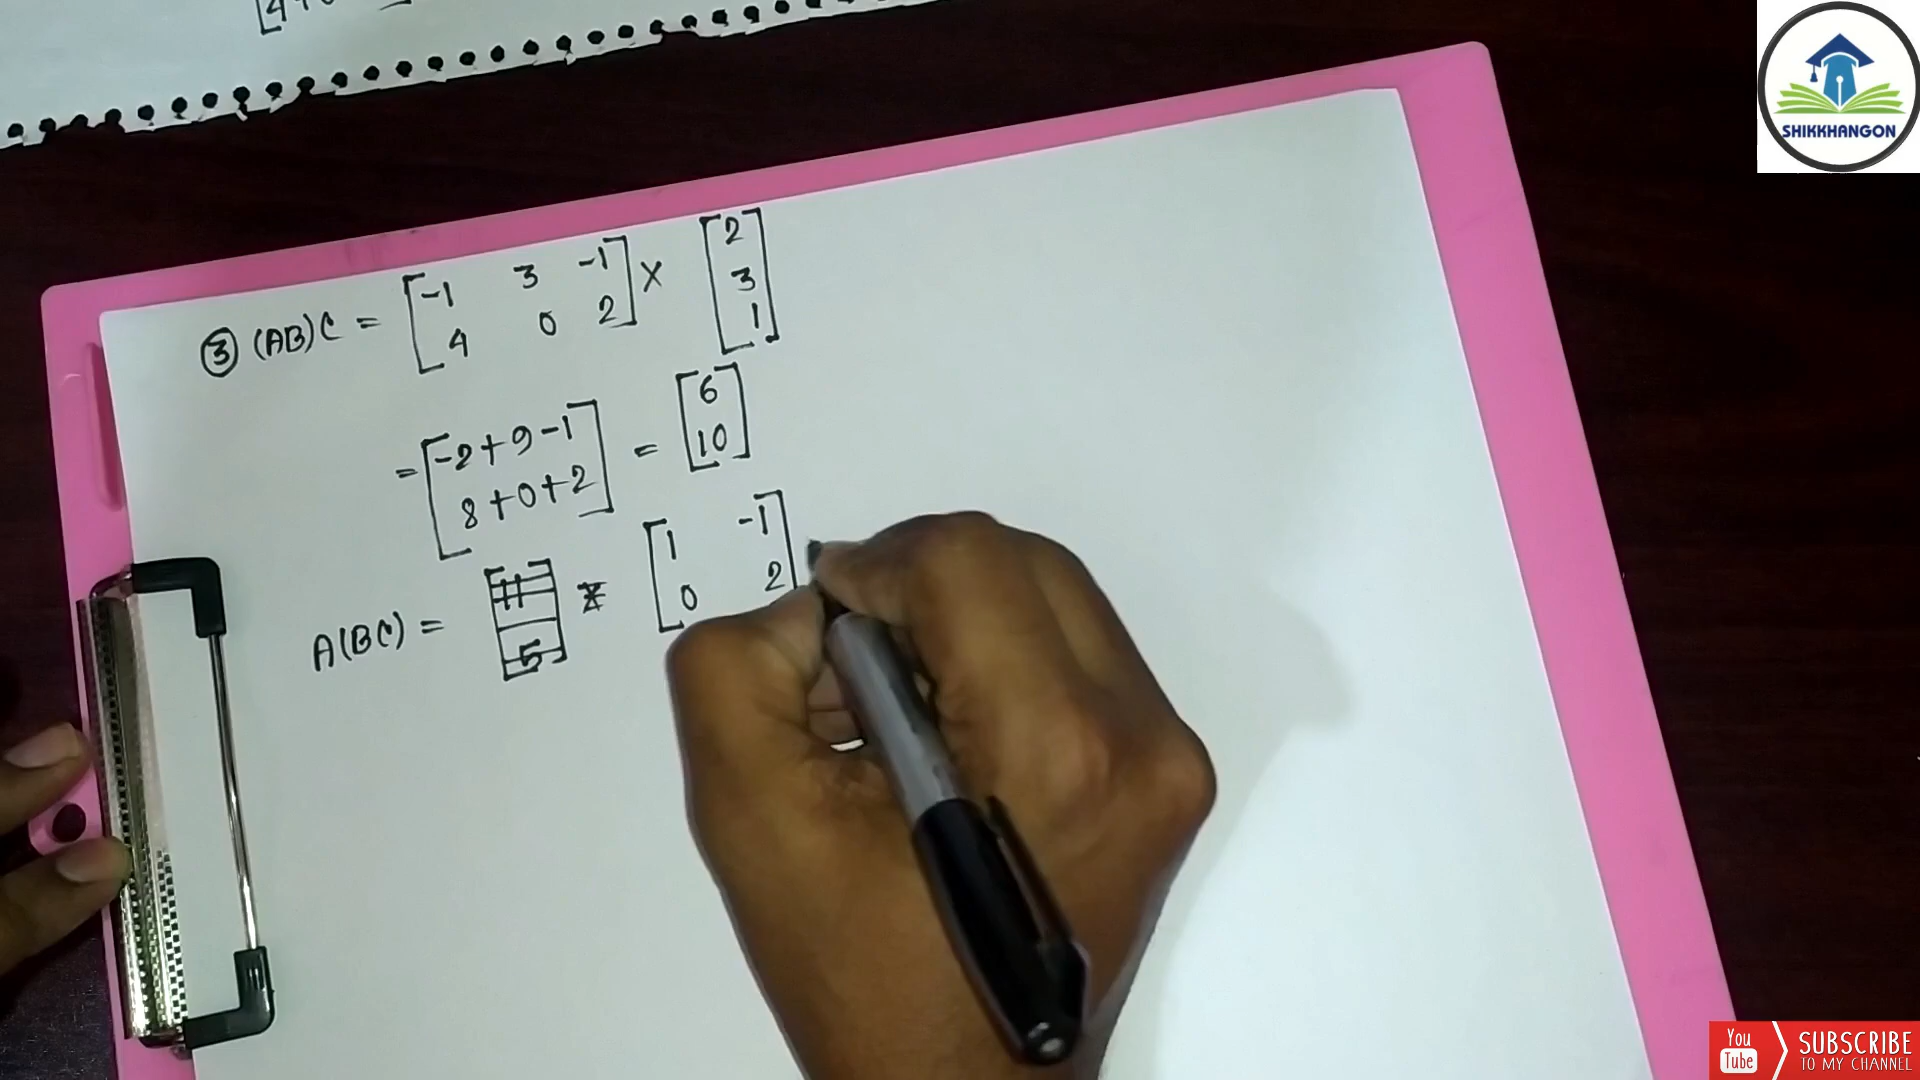 SHIKKHANGON
③ (AB)C = [-1 3 -1] × [2]
[4 0 2] [3]
[1]
= [-2+9-1] = [6]
[8+0+2] [10]
A(BC) = [11] × [1 -1]
[5] [0 2]
You Tube SUBSCRIBE
TO MY CHANNEL